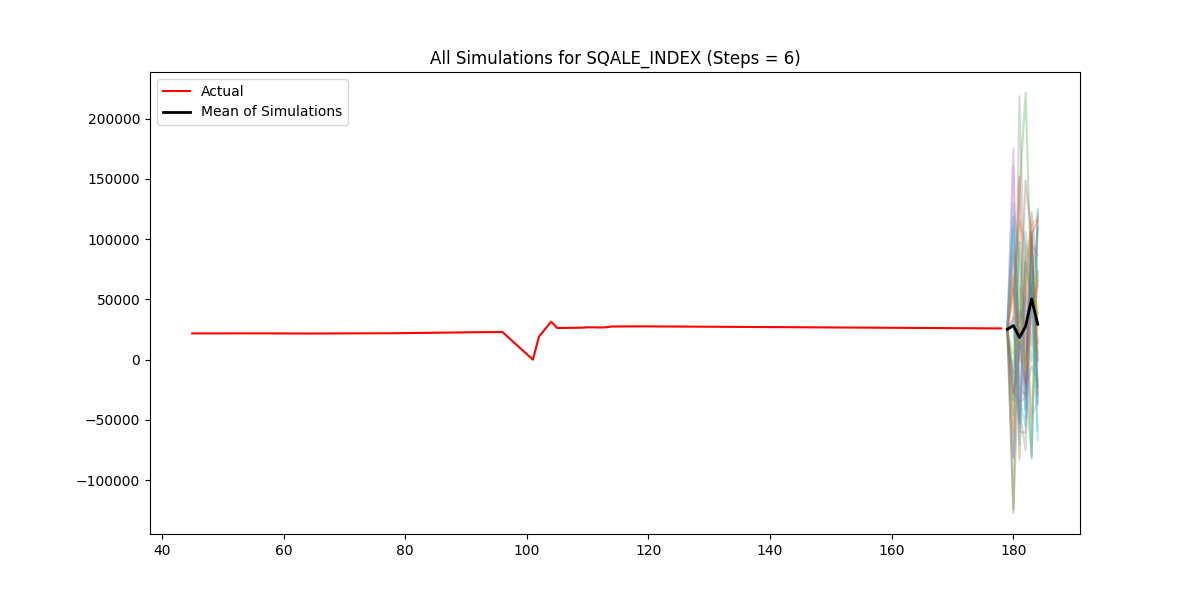 All Simulations for SQALE_INDEX (Steps = 6)
Actual
Mean of Simulations
200000
150000
100000
50000
0
−50000
−100000
40 60 80 100 120 140 160 180